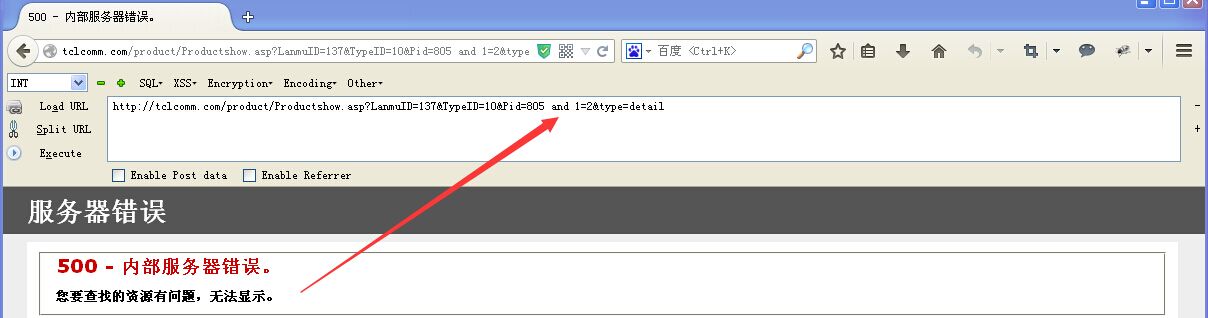 500 - 内部服务器错误。
tclcomm.com/product/Productshow.asp?LanmuID=137&TypeID=10&Pid=805 and 1=2&type
百度 <Ctrl+K>
INT SQL XSS Encryption Encoding Other
Load URL http://tclcomm.com/product/Productshow.asp?LanmuID=137&TypeID=10&Pid=805 and 1=2&type=detail
Split URL
Execute
Enable Post data Enable Referrer
服务器错误
500 - 内部服务器错误。
您要查找的资源有问题，无法显示。